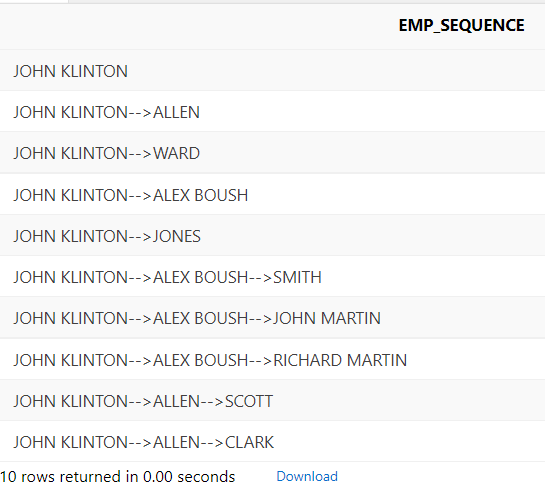 EMP_SEQUENCE
JOHN KLINTON
JOHN KLINTON-->ALLEN
JOHN KLINTON-->WARD
JOHN KLINTON-->ALEX BOUSH
JOHN KLINTON-->JONES
JOHN KLINTON-->ALEX BOUSH-->SMITH
JOHN KLINTON-->ALEX BOUSH-->JOHN MARTIN
JOHN KLINTON-->ALEX BOUSH-->RICHARD MARTIN
JOHN KLINTON-->ALLEN-->SCOTT
JOHN KLINTON-->ALLEN-->CLARK
10 rows returned in 0.00 seconds Download